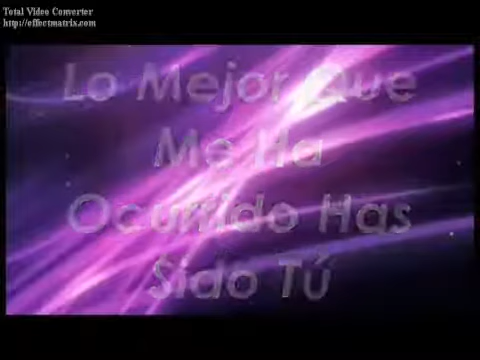 Total Video Converter
http://effectmatrix.com
Lo Mejor Que
Me Ha
Ocurrido Has
Sido Tú